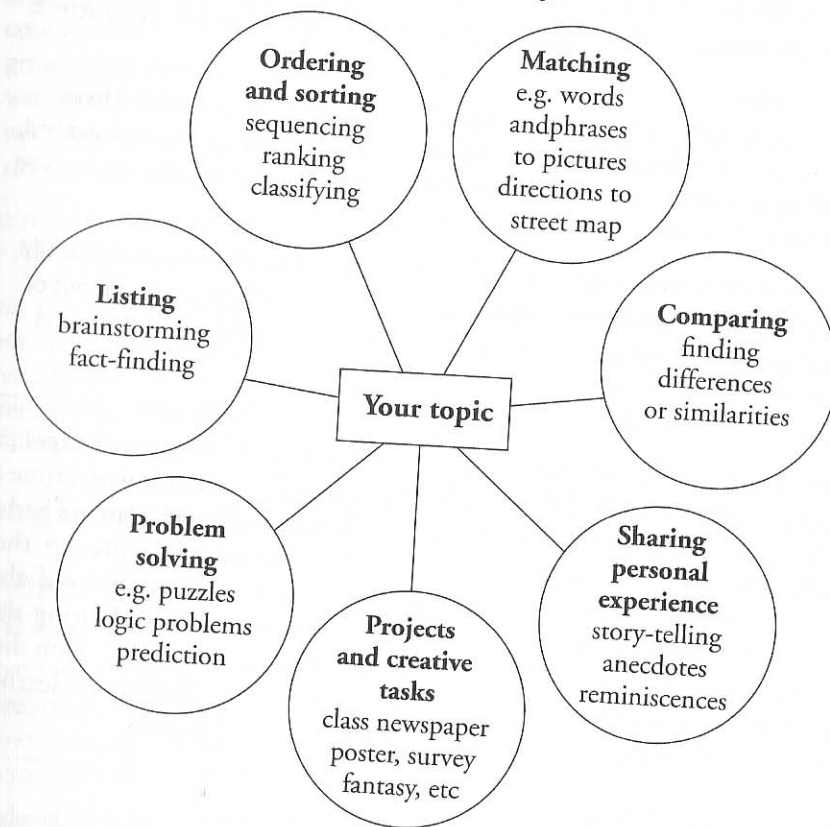 Ordering
and sorting
sequencing
ranking
classifying
Matching
e.g. words
andphrases
to pictures
directions to
street map
Listing
brainstorming
fact-finding
Comparing
finding
differences
or similarities
Your topic
Problem
solving
e.g. puzzles
logic problems
prediction
Projects
and creative
tasks
class newspaper
poster, survey
fantasy, etc
Sharing
personal
experience
story-telling
anecdotes
reminiscences